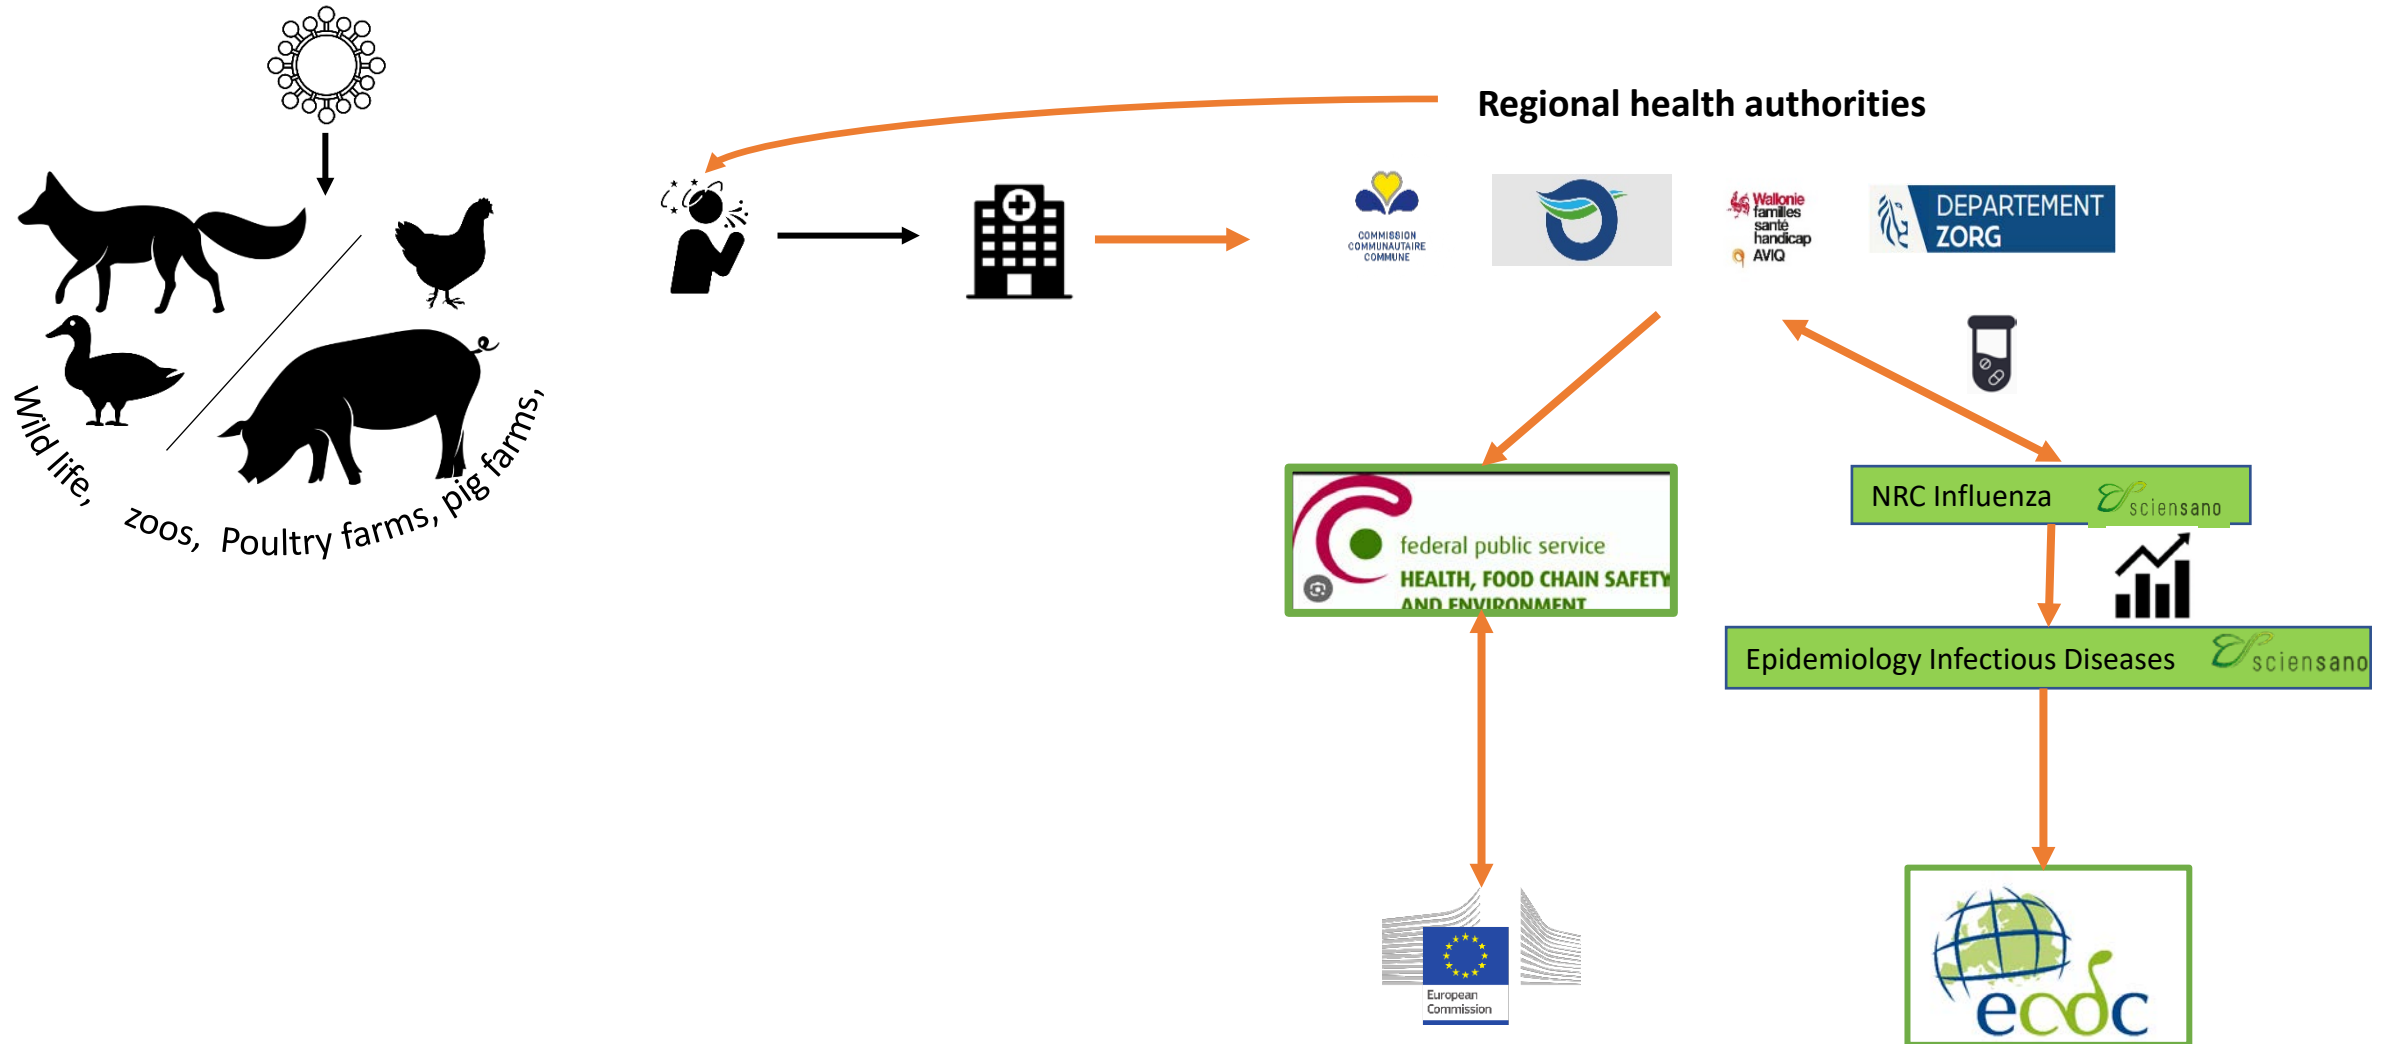 Regional health authorities
COMMISSION
COMMUNAUTAIRE
COMMUNE
Wallonie
familles
santé
handicap
AVIQ
DEPARTEMENT
ZORG
Wild life, zoos, Poultry farms, pig farms,
federal public service
HEALTH, FOOD CHAIN SAFETY
AND ENVIRONMENT
NRC Influenza
sciensano
Epidemiology Infectious Diseases
sciensano
European
Commission
ecdc